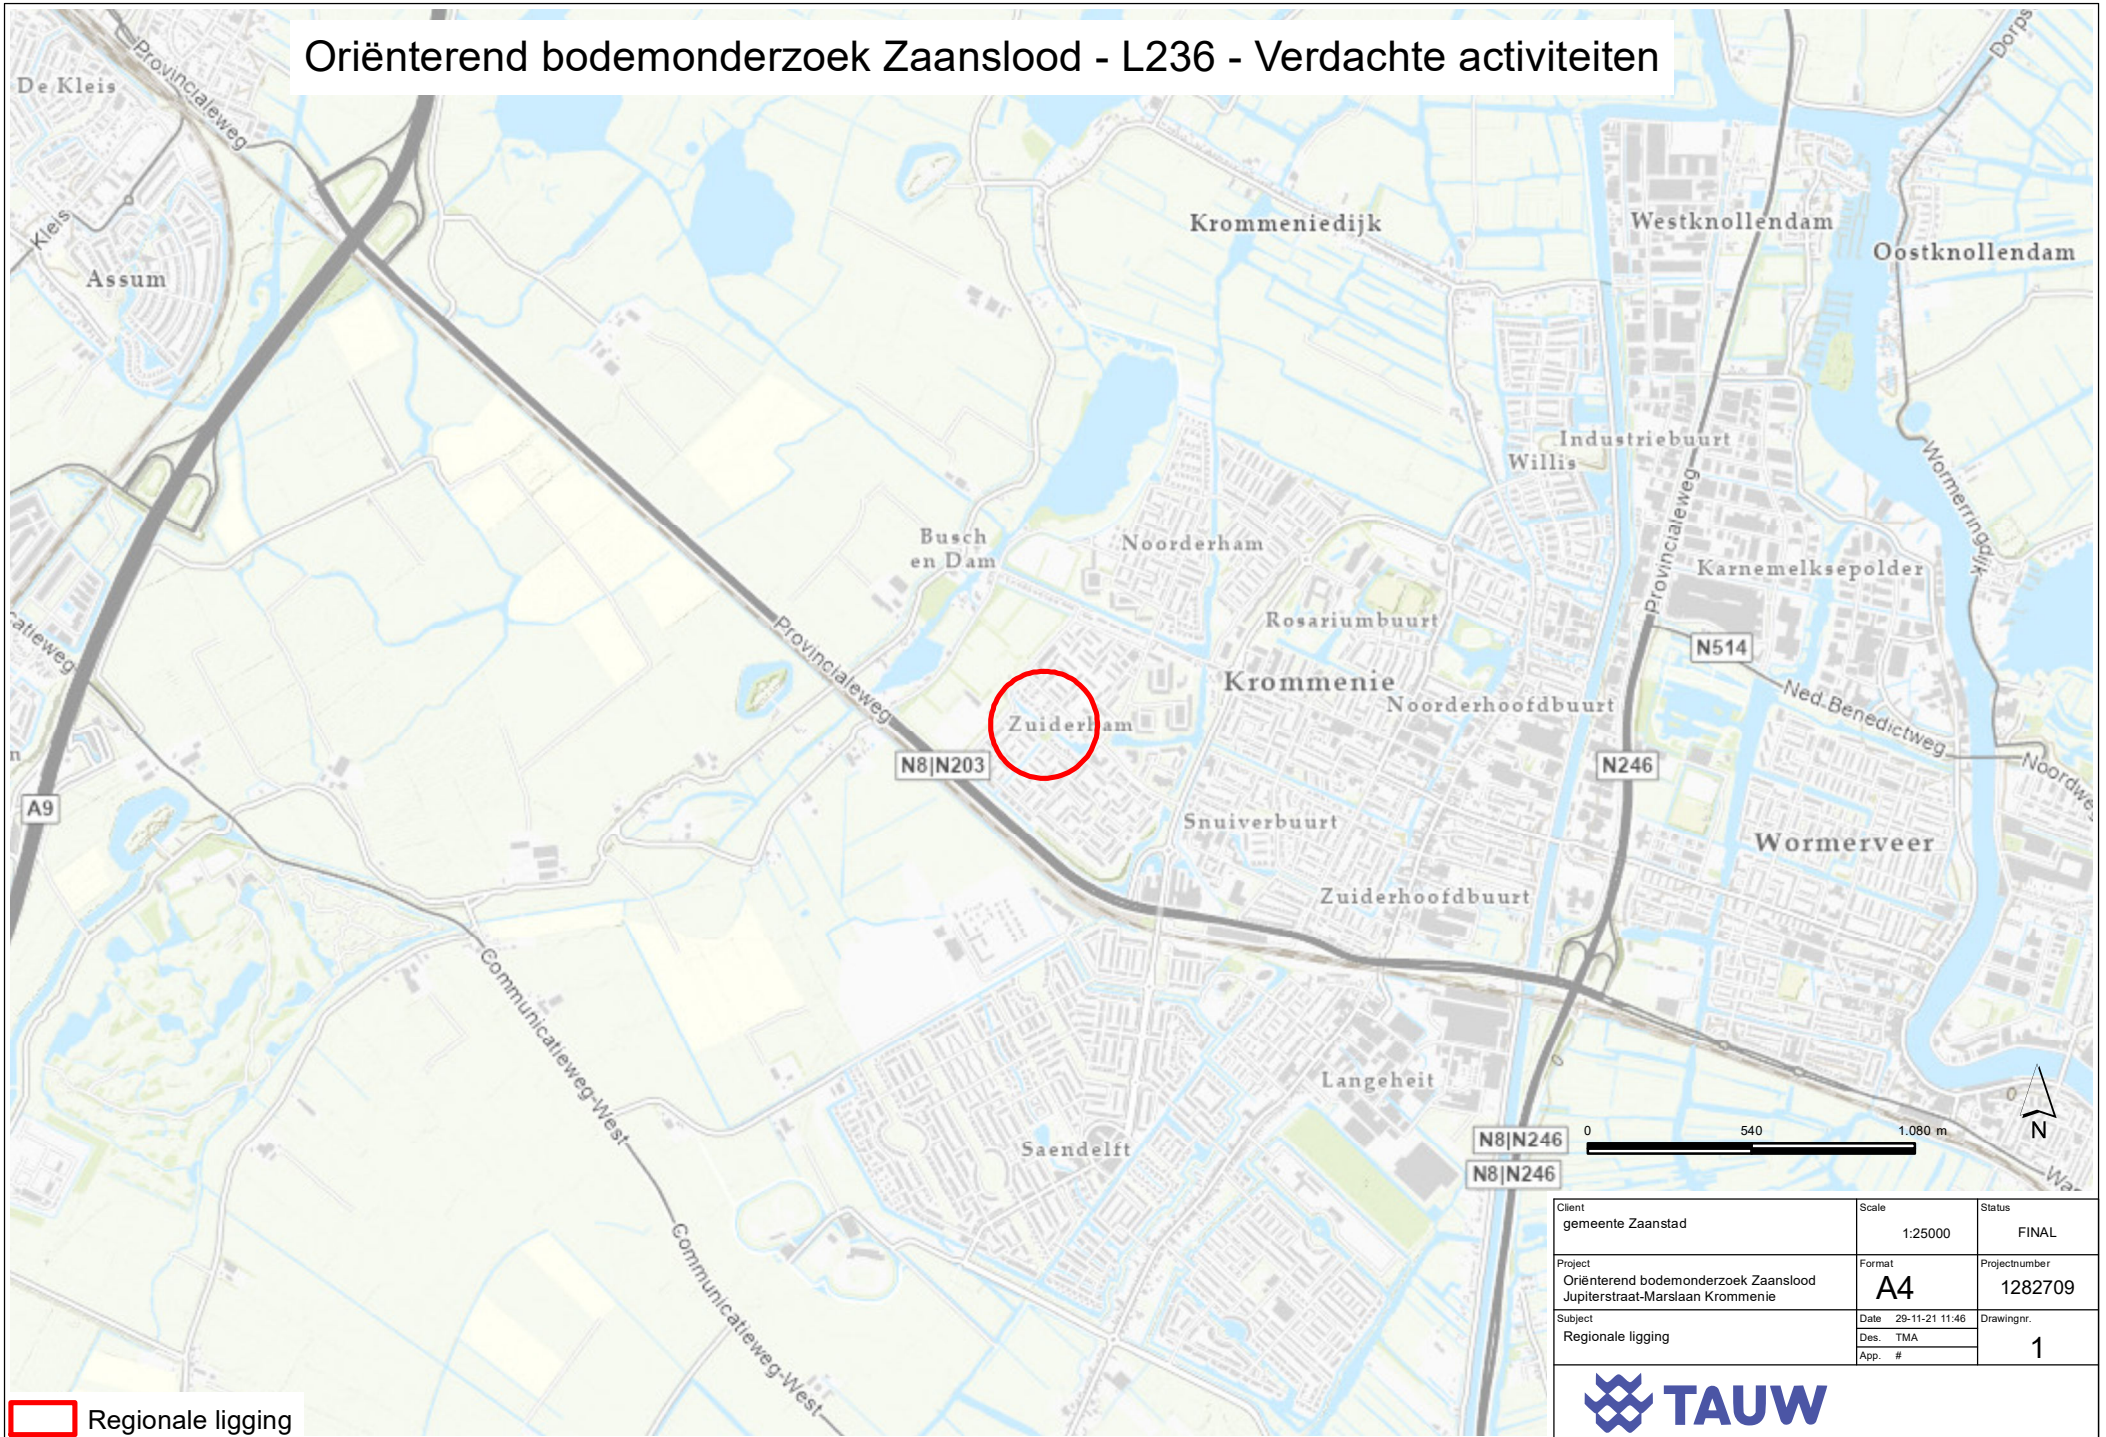 Oriënterend bodemonderzoek Zaanslood - L236 - Verdachte activiteiten
De Kleis
Provincialeweg
Dorps
Kleis
Assum
Krommeniedijk
Westknollendam
Oostknollendam
Industriebuurt
Willis
Wormerringdijk
Provincialeweg
Busch
en Dam
Noorderham
Karnemelksepolder
Rosariumbuurt
catieweg
Provincialeweg
N514
Krommenie
Noorderhoofdbuurt
Ned.Benedictweg
Zuiderham
n
N8|N203
N246
Noordwe
A9
Snuiverbuurt
Wormerveer
Zuiderhoofdbuurt
Communicatieweg-West
Langeheit
Saendelft
N8|N246
N8|N246
0 540 1.080 m
N
Wa
Communicatieweg-West
Client
gemeente Zaanstad
Scale
1:25000
Status
FINAL
Project
Oriënterend bodemonderzoek Zaanslood
Jupiterstraat-Marslaan Krommenie
Format
A4
Projectnumber
1282709
Subject
Regionale ligging
Date 29-11-21 11:46
Des. TMA
App. #
Drawingnr.
1
TAUW
Regionale ligging